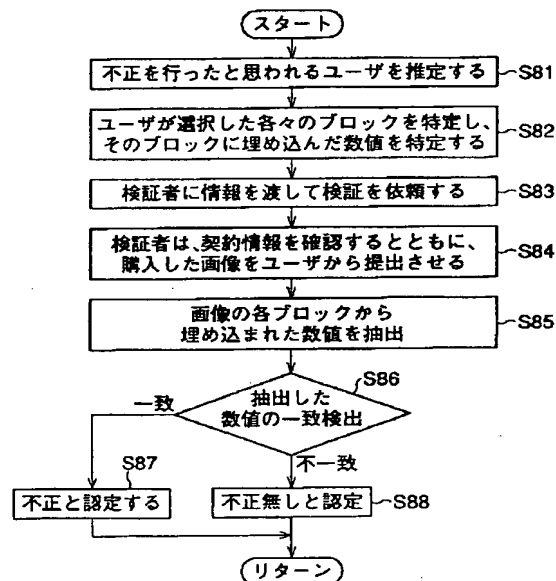 スタート
不正を行ったと思われるユーザを推定する
S81
ユーザが選択した各々のブロックを特定し、
そのブロックに埋め込んだ数値を特定する
S82
検証者に情報を渡して検証を依頼する
S83
検証者は、契約情報を確認するとともに、
購入した画像をユーザから提出させる
S84
画像の各ブロックから
埋め込まれた数値を抽出
S85
S86
抽出した
数値の一致検出
一致
不一致
S87
不正と認定する
不正無しと認定
S88
リターン